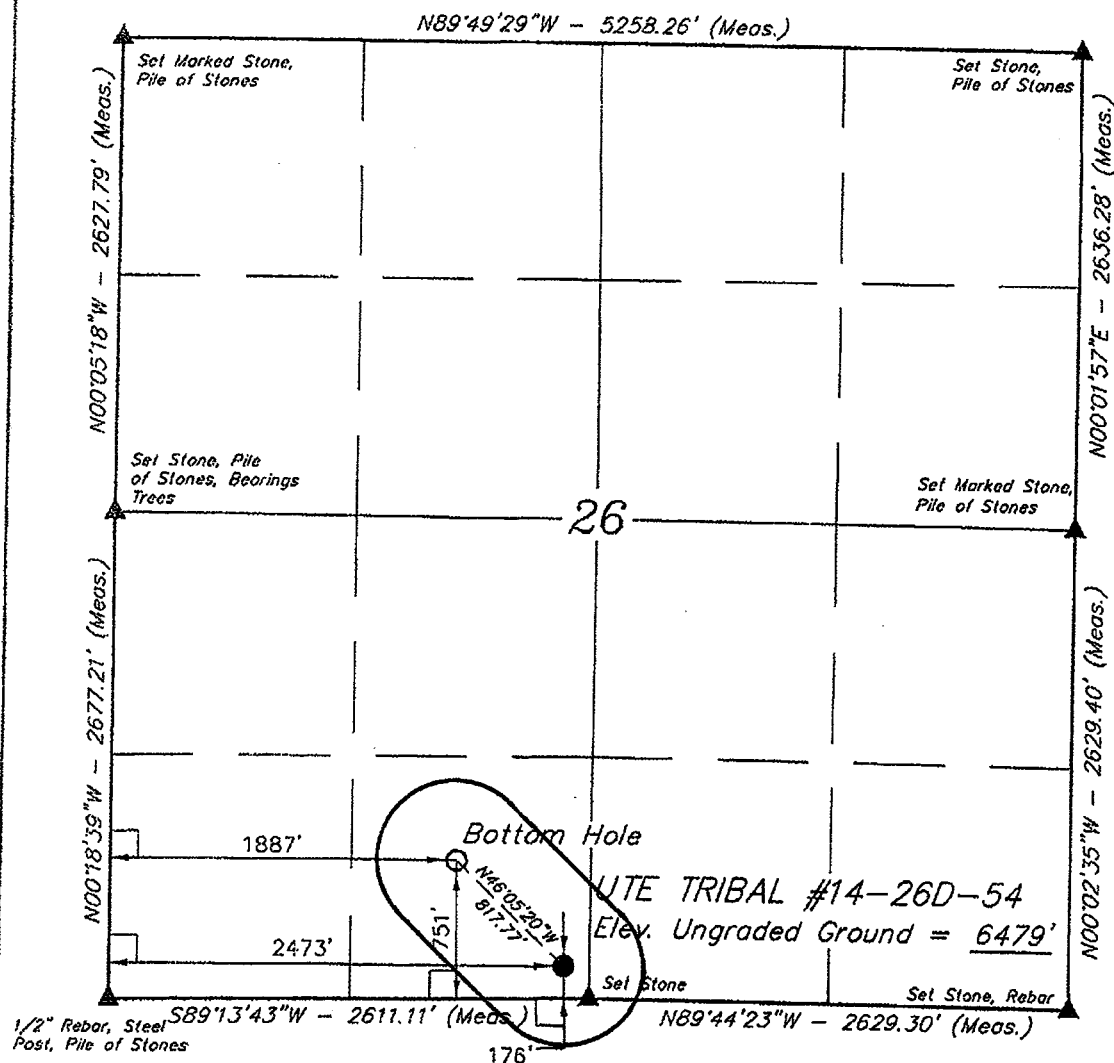 N89°49'29"W - 5258.26' (Meas.)
Set Marked Stone,
Pile of Stones
Set Stone,
Pile of Stones
N00°05'18"W - 2627.79' (Meas.)
N00°01'57"E - 2636.28' (Meas.)
Set Stone, Pile
of Stones, Bearings
Trees
Set Marked Stone,
Pile of Stones
26
N00°18'39"W - 2677.21' (Meas.)
N00°02'35"W - 2629.40' (Meas.)
Bottom Hole
1887'
N46°05'20"W
817.77'
751'
UTE TRIBAL #14-26D-54
Elev. Ungraded Ground = 6479'
2473'
Set Stone
Set Stone, Rebar
1/2" Rebar, Steel
Post, Pile of Stones
S89°13'43"W - 2611.11' (Meas.)
N89°44'23"W - 2629.30' (Meas.)
176'